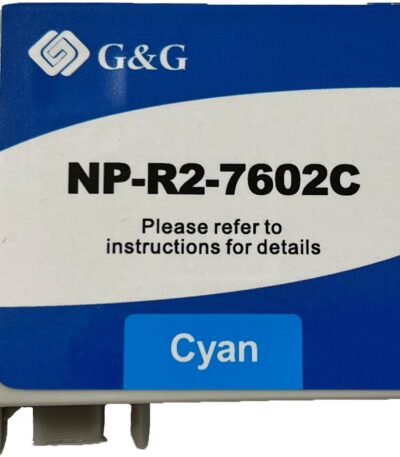 G&G
NP-R2-7602C
Please refer to
instructions for details
Cyan